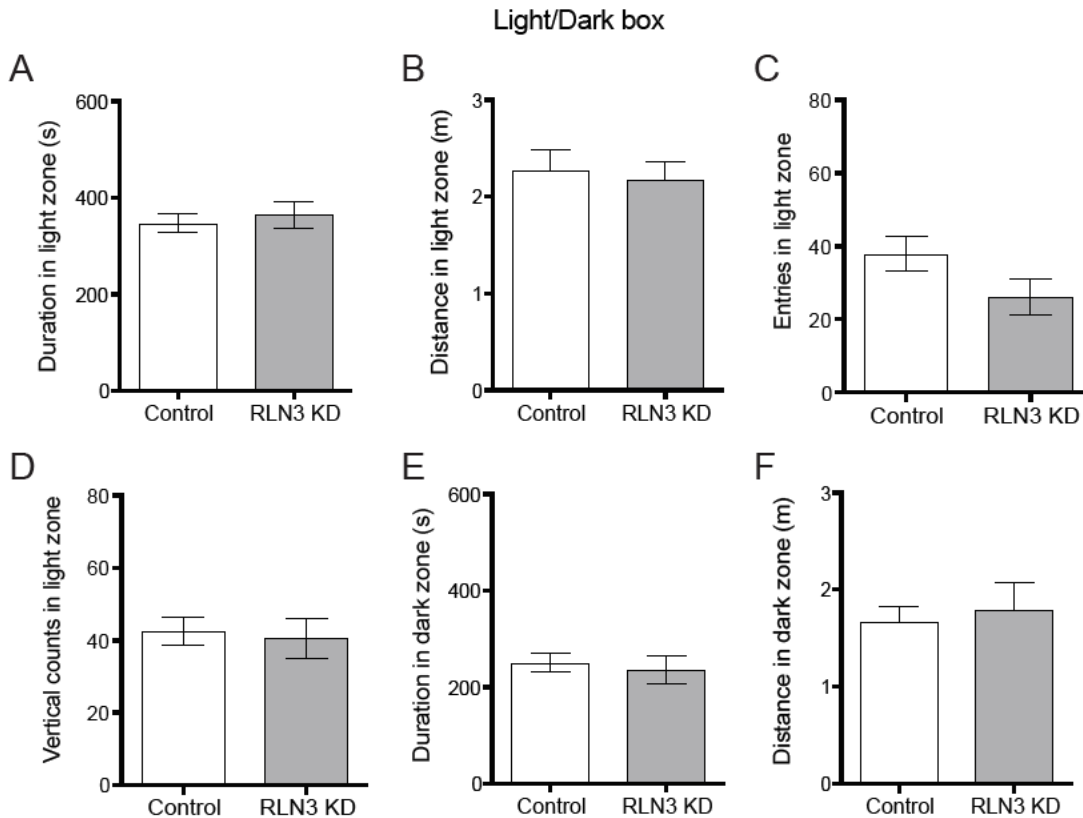 Light/Dark box
A
Duration in light zone (s)
600
400
200
0
Control RLN3 KD
B
Distance in light zone (m)
3
2
1
0
Control RLN3 KD
C
Entries in light zone
80
60
40
20
0
Control RLN3 KD
D
Vertical counts in light zone
80
60
40
20
0
Control RLN3 KD
E
Duration in dark zone (s)
600
400
200
0
Control RLN3 KD
F
Distance in dark zone (m)
3
2
1
0
Control RLN3 KD